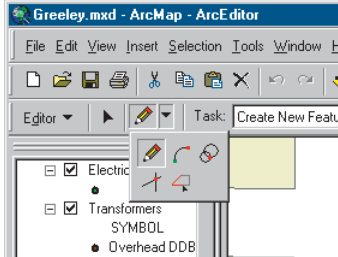 Greeley.mxd - ArcMap - ArcEditor
File Edit View Insert Selection Tools Window H
Editor Task: Create New Featu
Electric
Transformers
SYMBOL
Overhead DDB